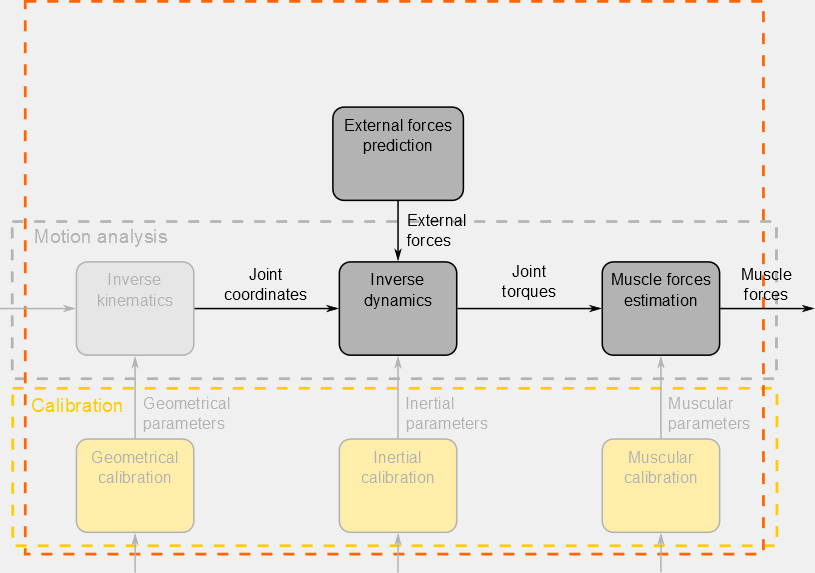 External forces
prediction
External
forces
Motion analysis
Inverse
kinematics
Joint
coordinates
Inverse
dynamics
Joint
torques
Muscle forces
estimation
Muscle
forces
Calibration
Geometrical
parameters
Inertial
parameters
Muscular
parameters
Geometrical
calibration
Inertial
calibration
Muscular
calibration